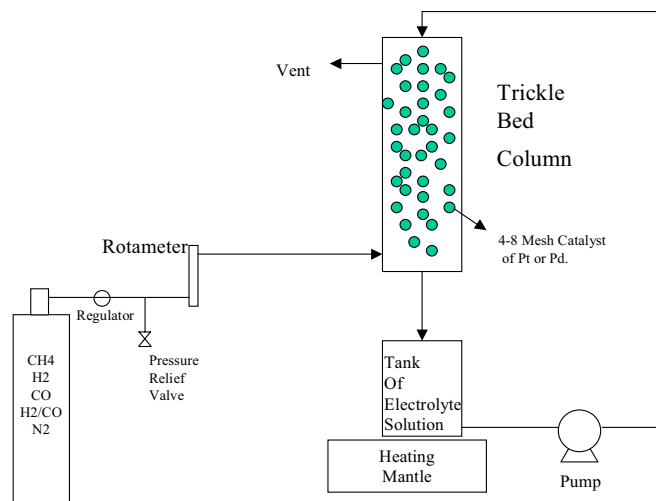 Vent
Trickle
Bed
Column
4-8 Mesh Catalyst
of Pt or Pd.
Rotameter
Regulator
Pressure
Relief
Valve
CH4
H2
CO
H2/CO
N2
Tank
Of
Electrolyte
Solution
Heating
Mantle
Pump